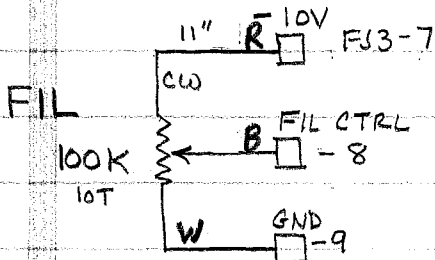 11" R -10V FJ3-7
CW
FIL
B FIL CTRL
100K -8
10T
W GND
-9